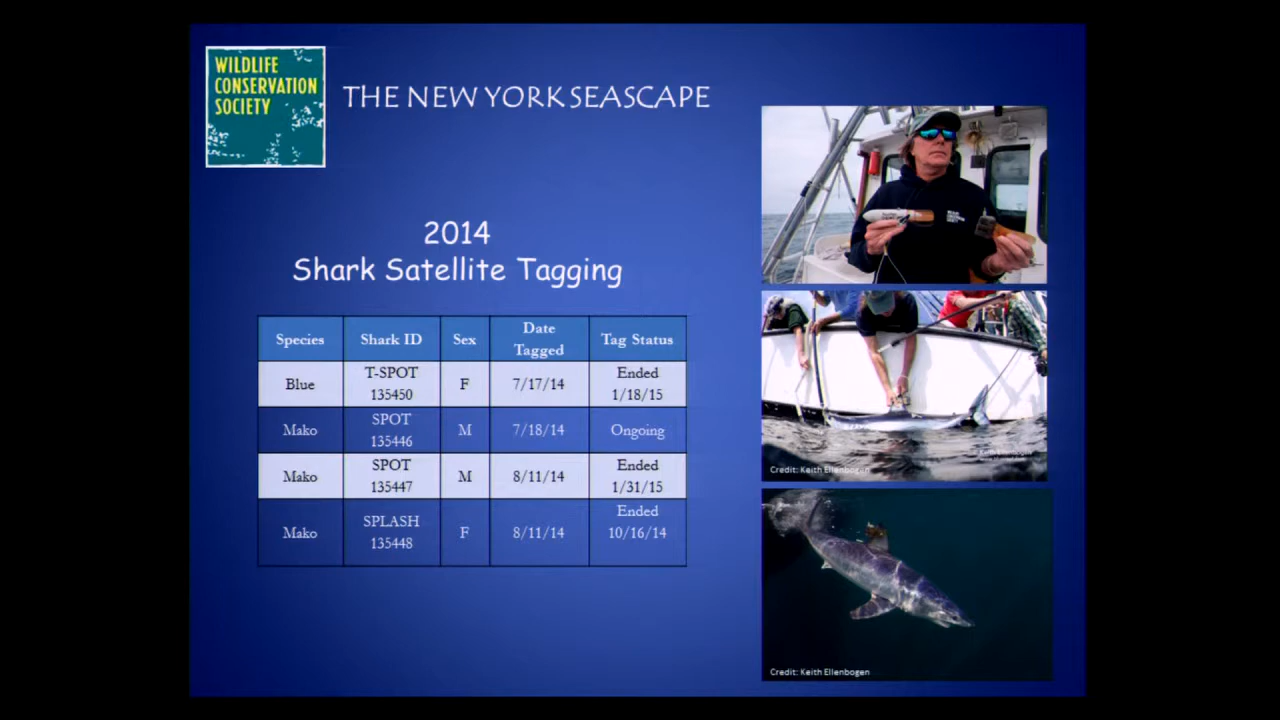 WILDLIFE
CONSERVATION
SOCIETY
THE NEW YORK SEASCAPE
2014
Shark Satellite Tagging
Species Shark ID Sex Date Tagged Tag Status
Blue T-SPOT 135450 F 7/17/14 Ended 1/18/15
Mako SPOT 135446 M 7/18/14 Ongoing
Mako SPOT 135447 M 8/11/14 Ended 1/31/15
Mako SPLASH 135448 F 8/11/14 Ended 10/16/14
Credit: Keith Ellenbogen
Credit: Keith Ellenbogen